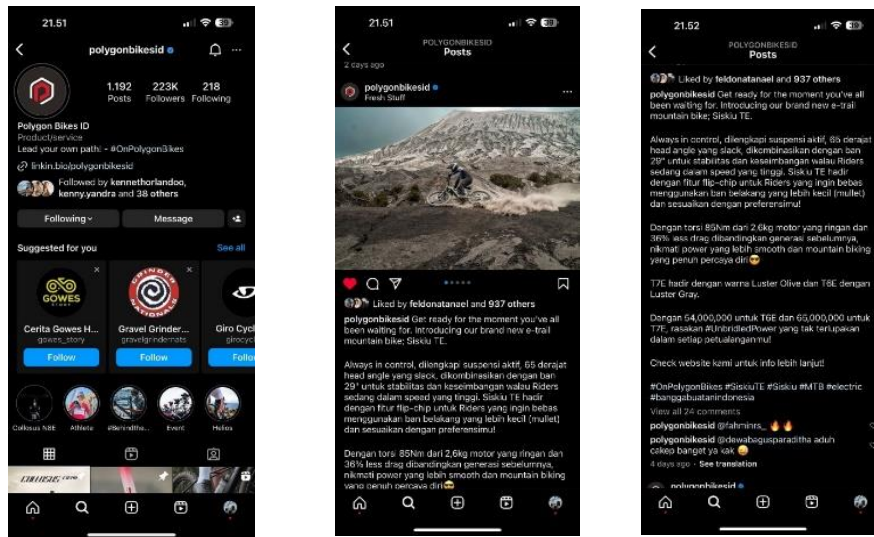 21.51
polygonbikesid
1.192 223K 218
Posts Followers Following
Polygon Bikes ID
Product/service
Lead your own path! - #OnPolygonBikes
linkin.bio/polygonbikesid
Followed by kennethorlandoo,
kenny.yandra and 38 others
Following Message
Suggested for you See all
GOWES
GRINDER
NATIONALS
Cerita Gowes H... Gravel Grinder... Giro Cycl
gowes_story gravelgrindernats girocycl
Follow Follow Follo
Collosus N9E Athlete #Behindthe... Event Helios
21.51
POLYGONBIKESID
Posts
2 days ago
polygonbikesid
Fresh Stuff
Liked by feldonatanael and 937 others
polygonbikesid Get ready for the moment you've all
been waiting for. Introducing our brand new e-trail
mountain bike; Siskiu TE.
Always in control, dilengkapi suspensi aktif, 65 derajat
head angle yang slack, dikombinasikan dengan ban
29" untuk stabilitas dan keseimbangan walau Riders
sedang dalam speed yang tinggi. Siskiu TE hadir
dengan fitur flip-chip untuk Riders yang ingin bebas
menggunakan ban belakang yang lebih kecil (mullet)
dan sesuaikan dengan preferensimu!
Dengan torsi 85Nm dari 2,6kg motor yang ringan dan
36% less drag dibandingkan generasi sebelumnya,
nikmati power yang lebih smooth dan mountain biking
yang penuh percaya diri😎
21.52
POLYGONBIKESID
Posts
Liked by feldonatanael and 937 others
polygonbikesid Get ready for the moment you've all
been waiting for. Introducing our brand new e-trail
mountain bike; Siskiu TE.
Always in control, dilengkapi suspensi aktif, 65 derajat
head angle yang slack, dikombinasikan dengan ban
29" untuk stabilitas dan keseimbangan walau Riders
sedang dalam speed yang tinggi. Siskiu TE hadir
dengan fitur flip-chip untuk Riders yang ingin bebas
menggunakan ban belakang yang lebih kecil (mullet)
dan sesuaikan dengan preferensimu!
Dengan torsi 85Nm dari 2,6kg motor yang ringan dan
36% less drag dibandingkan generasi sebelumnya,
nikmati power yang lebih smooth dan mountain biking
yang penuh percaya diri😎
T7E hadir dengan warna Luster Olive dan T6E dengan
Luster Gray.
Dengan 54,000,000 untuk T6E dan 65,000,000 untuk
T7E, rasakan #UnbridledPower yang tak terlupakan
dalam setiap petualanganmu!
Check website kami untuk info lebih lanjut!
#OnPolygonBikes #SiskiuTE #Siskiu #MTB #electric
#banggabuatanindonesia
View all 24 comments
polygonbikesid @fahminrs_ 🔥🔥
polygonbikesid @dewabagusparaditha aduh
cakep banget ya kak 😄
4 days ago · See translation
polygonbikesid